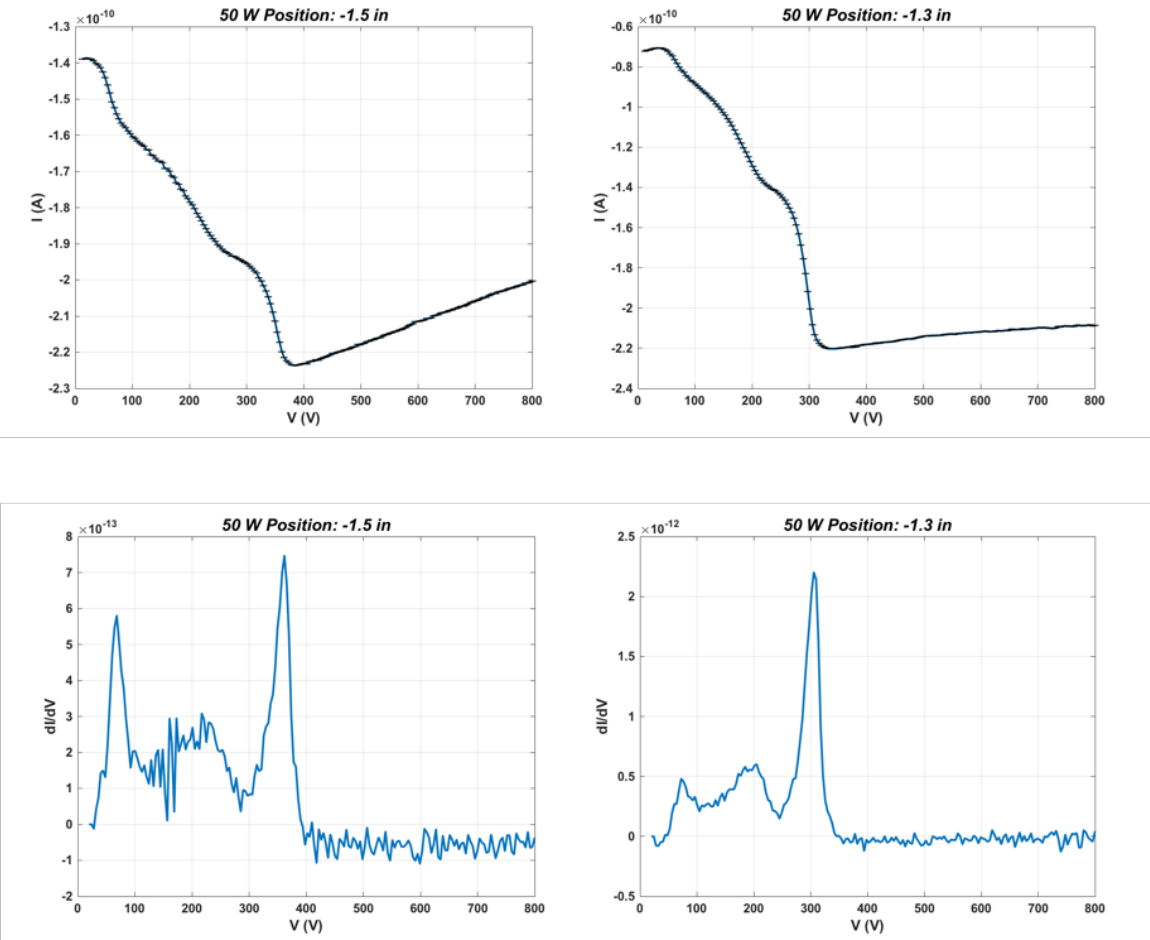 50 W Position: -1.5 in
×10^-10
-1.3
-1.4
-1.5
-1.6
-1.7
-1.8
-1.9
-2
-2.1
-2.2
-2.3
I (A)
0 100 200 300 400 500 600 700 800
V (V)
50 W Position: -1.3 in
×10^-10
-0.6
-0.8
-1
-1.2
-1.4
-1.6
-1.8
-2
-2.2
-2.4
I (A)
0 100 200 300 400 500 600 700 800
V (V)
50 W Position: -1.5 in
×10^-13
8
7
6
5
4
3
2
1
0
-1
-2
dI/dV
0 100 200 300 400 500 600 700 800
V (V)
50 W Position: -1.3 in
×10^-12
2.5
2
1.5
1
0.5
0
-0.5
dI/dV
0 100 200 300 400 500 600 700 800
V (V)